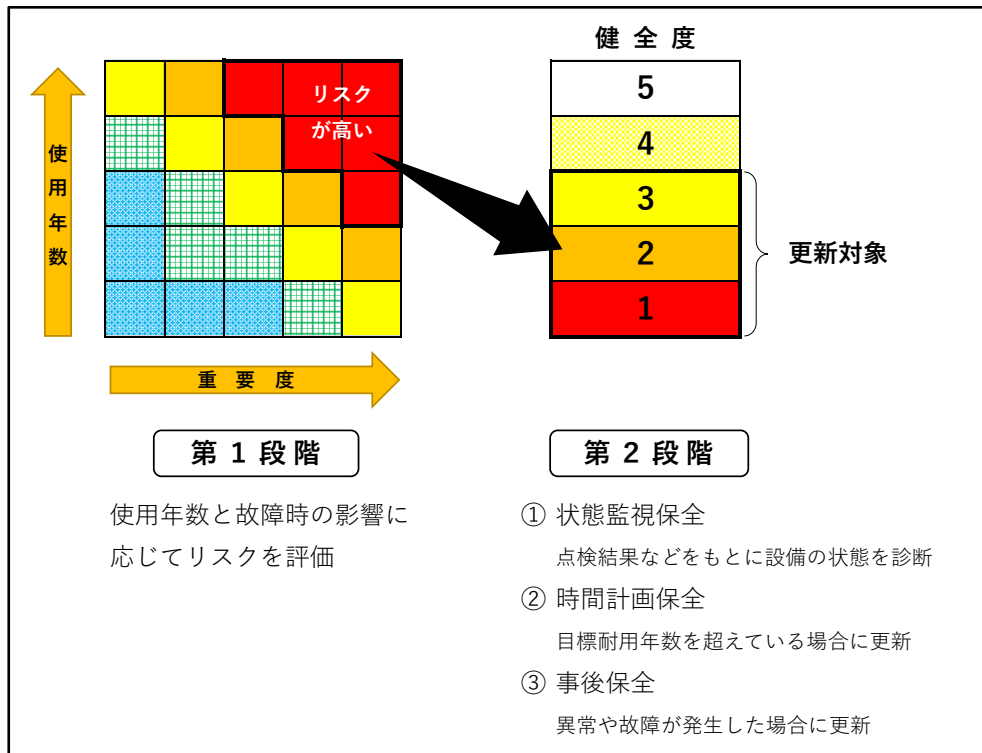 健 全 度
リスク
が高い
使用年数
5
4
3
2
1
更新対象
重 要 度
第 1 段 階
使用年数と故障時の影響に
応じてリスクを評価
第 2 段 階
① 状態監視保全
点検結果などをもとに設備の状態を診断
② 時間計画保全
目標耐用年数を超えている場合に更新
③ 事後保全
異常や故障が発生した場合に更新